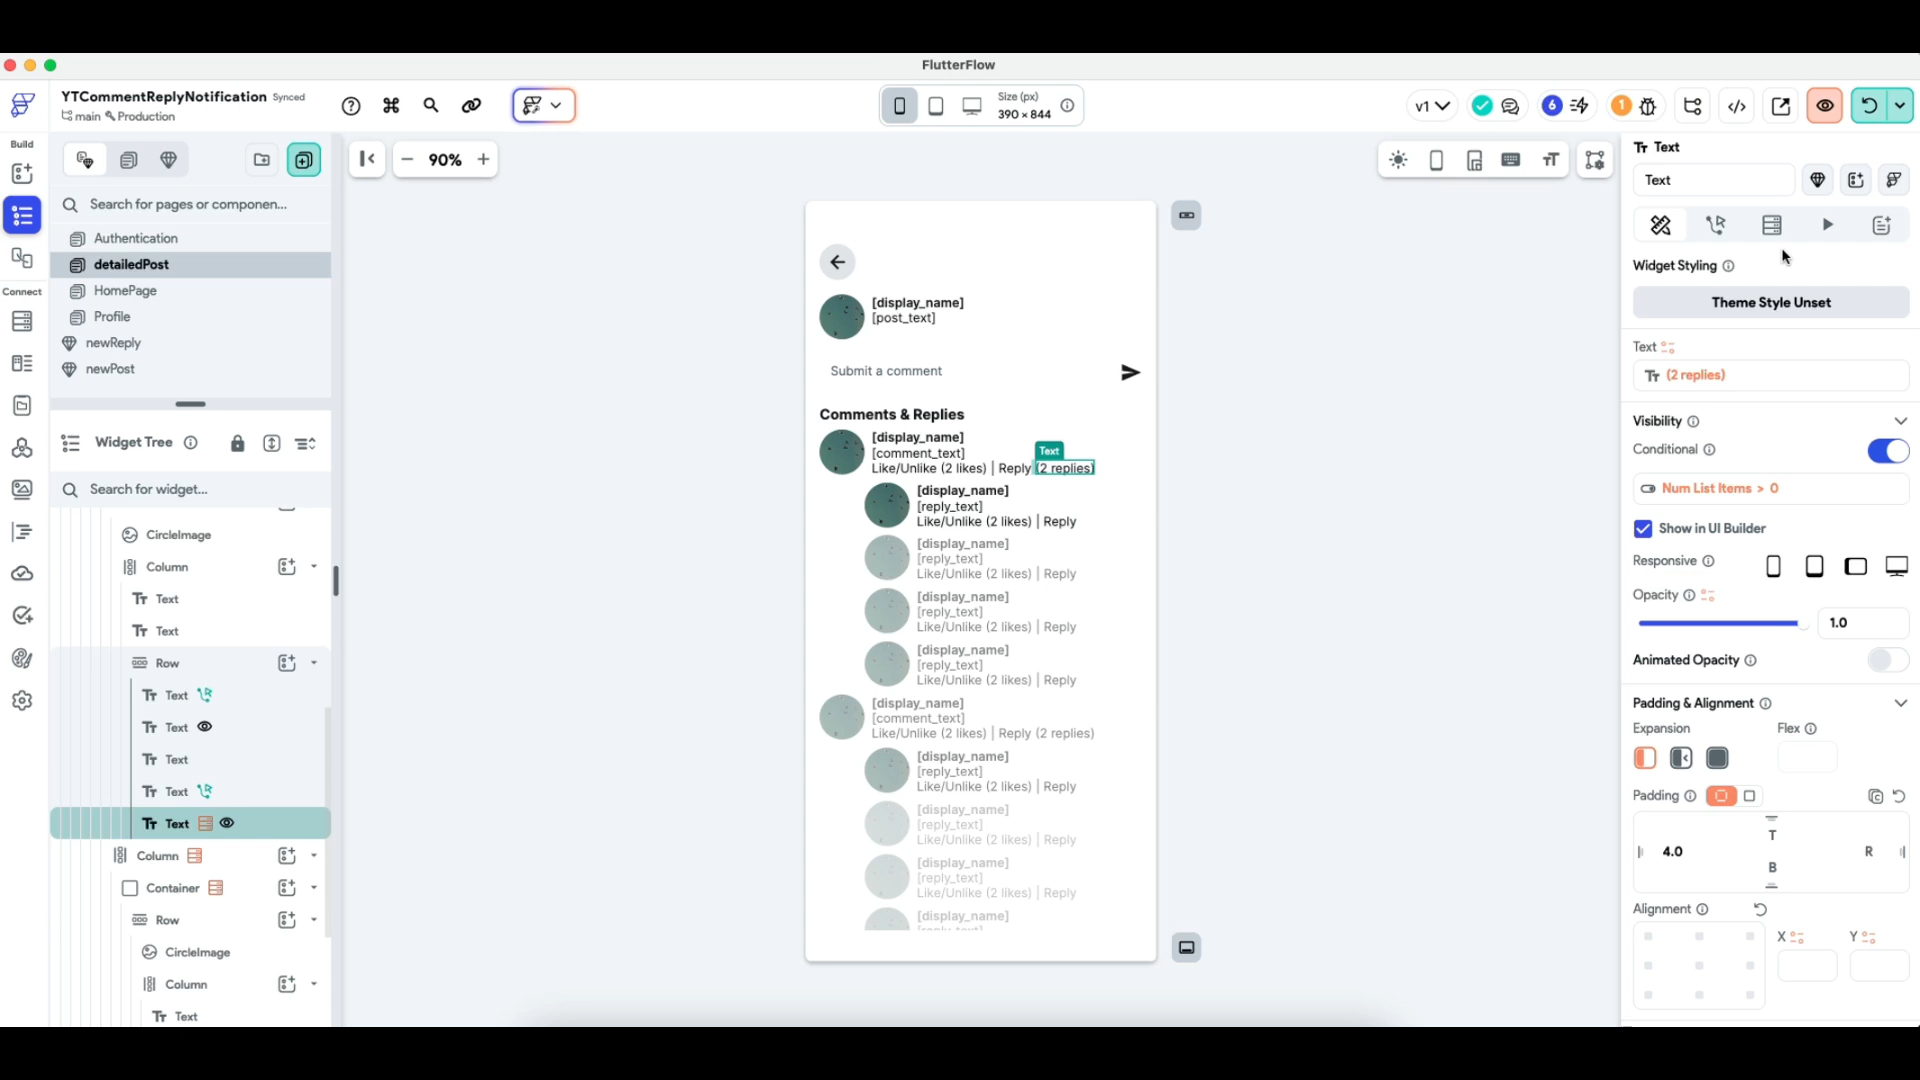 FlutterFlow
YTCommentReplyNotification Synced
main Production
Size (px)
390 × 844
v1
6
1
Build
Connect
Search for pages or componen...
Authentication
detailedPost
HomePage
Profile
newReply
newPost
Widget Tree
Search for widget...
CircleImage
Column
Text
Text
Row
Text
Text
Text
Text
Text
Column
Container
Row
CircleImage
Column
Text
90%
[display_name]
[post_text]
Submit a comment
Comments & Replies
[display_name]
Text
[comment_text]
Like/Unlike (2 likes) | Reply (2 replies)
[display_name]
[reply_text]
Like/Unlike (2 likes) | Reply
[display_name]
[reply_text]
Like/Unlike (2 likes) | Reply
[display_name]
[reply_text]
Like/Unlike (2 likes) | Reply
[display_name]
[reply_text]
Like/Unlike (2 likes) | Reply
[display_name]
[comment_text]
Like/Unlike (2 likes) | Reply (2 replies)
[display_name]
[reply_text]
Like/Unlike (2 likes) | Reply
[display_name]
[reply_text]
Like/Unlike (2 likes) | Reply
[display_name]
[reply_text]
Like/Unlike (2 likes) | Reply
[display_name]
Text
Text
Widget Styling
Theme Style Unset
Text
(2 replies)
Visibility
Conditional
Num List Items > 0
Show in UI Builder
Responsive
Opacity
1.0
Animated Opacity
Padding & Alignment
Expansion Flex
Padding
T
4.0 R
B
Alignment
X Y